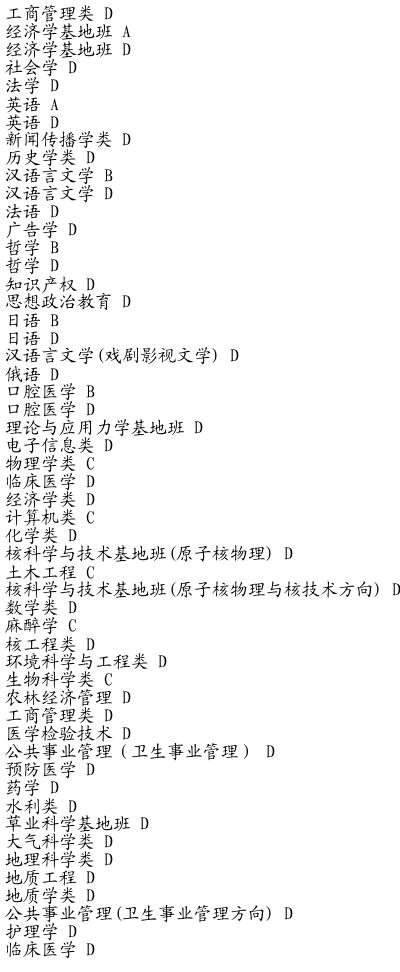 工商管理类 D
经济学基地班 A
经济学基地班 D
社会学 D
法学 D
英语 A
英语 D
新闻传播学类 D
历史学类 D
汉语言文学 B
汉语言文学 D
法语 D
广告学 D
哲学 B
哲学 D
知识产权 D
思想政治教育 D
日语 B
日语 D
汉语言文学(戏剧影视文学) D
俄语 D
口腔医学 B
口腔医学 D
理论与应用力学基地班 D
电子信息类 D
物理学类 C
临床医学 D
经济学类 D
计算机类 C
化学类 D
核科学与技术基地班(原子核物理) D
土木工程 C
核科学与技术基地班(原子核物理与核技术方向) D
数学类 D
麻醉学 C
核工程类 D
环境科学与工程类 D
生物科学类 C
农林经济管理 D
工商管理类 D
医学检验技术 D
公共事业管理（卫生事业管理） D
预防医学 D
药学 D
水利类 D
草业科学基地班 D
大气科学类 D
地理科学类 D
地质工程 D
地质学类 D
公共事业管理(卫生事业管理方向) D
护理学 D
临床医学 D